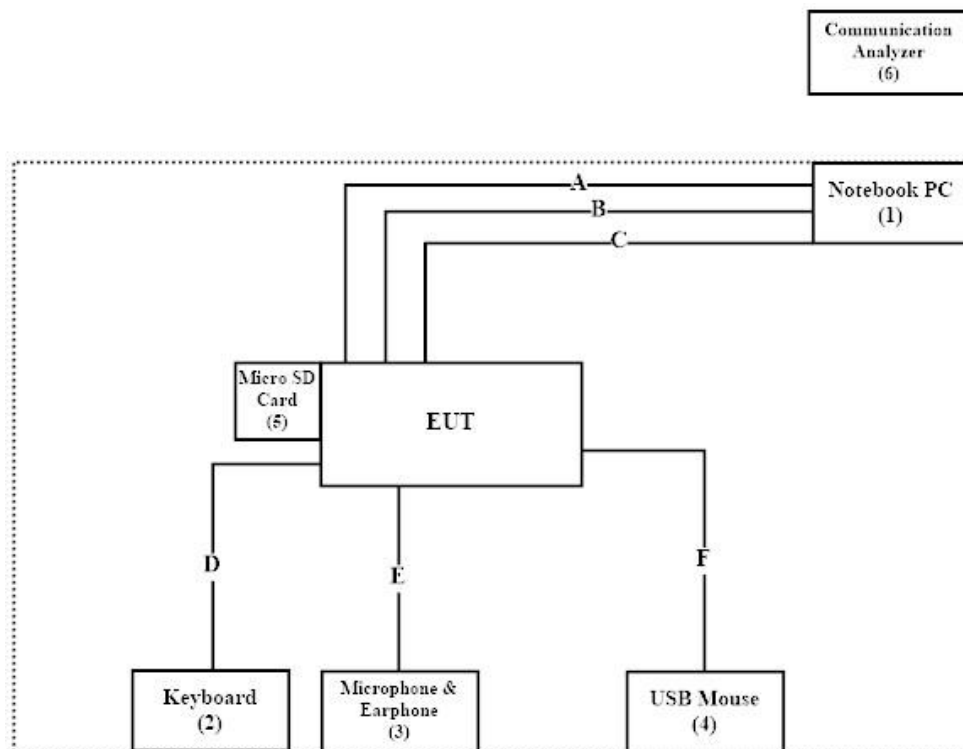 Communication
Analyzer
(6)
A
Notebook PC
(1)
B
C
Micro SD
Card
(5)
EUT
D
E
F
Keyboard
(2)
Microphone &
Earphone
(3)
USB Mouse
(4)